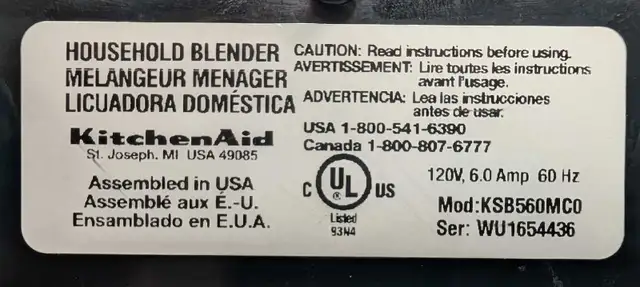 HOUSEHOLD BLENDER
MELANGEUR MENAGER
LICUADORA DOMÉSTICA
KitchenAid
St. Joseph, MI USA 49085
Assembled in USA
Assemblé aux É.-U.
Ensamblado en E.U.A.
CAUTION: Read instructions before using.
AVERTISSEMENT: Lire toutes les instructions
avant l'usage.
ADVERTENCIA: Lea las instrucciones
antes de usar.
USA 1-800-541-6390
Canada 1-800-807-6777
C UL US
®
Listed
93N4
120V, 6.0 Amp 60 Hz
Mod:KSB560MC0
Ser: WU1654436